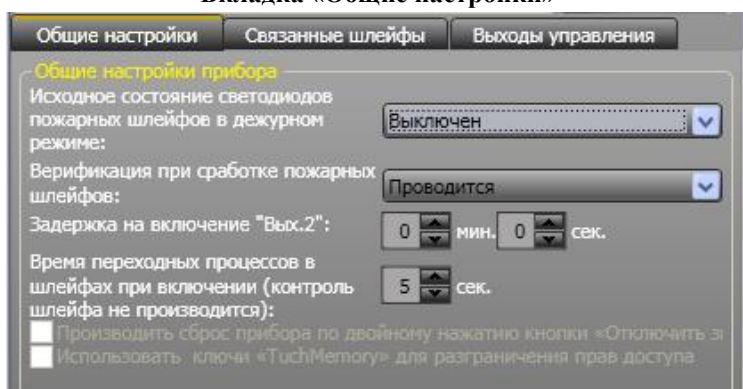 Вкладка «Общие настройки»
Общие настройки Связанные шлейфы Выходы управления
Общие настройки прибора
Исходное состояние светодиодов
пожарных шлейфов в дежурном
режиме:
Выключен
Верификация при сработке пожарных
шлейфов:
Проводится
Задержка на включение "Вых.2":
0 мин. 0 сек.
Время переходных процессов в
шлейфах при включении (контроль
шлейфа не производится):
5 сек.
Производить сброс прибора по двойному нажатию кнопки «Отключить
Использовать ключи «TuchMemory» для разграничения прав доступа